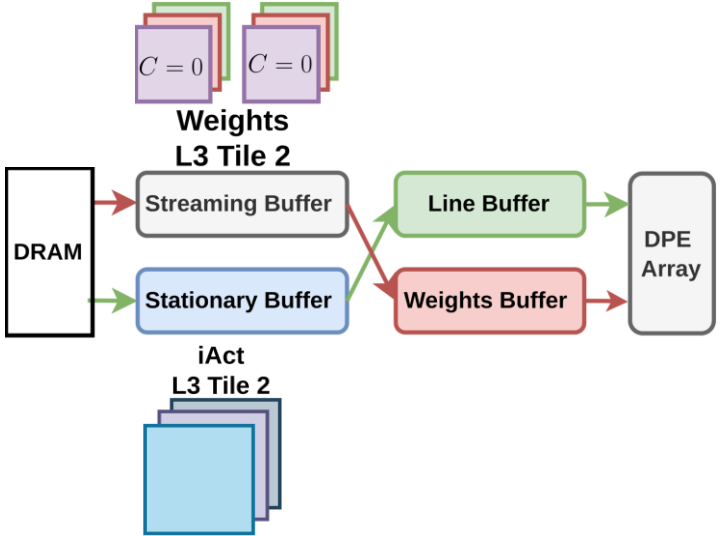 C = 0
C = 0
Weights
L3 Tile 2
DRAM
Streaming Buffer
Line Buffer
DPE
Array
Stationary Buffer
Weights Buffer
iAct
L3 Tile 2